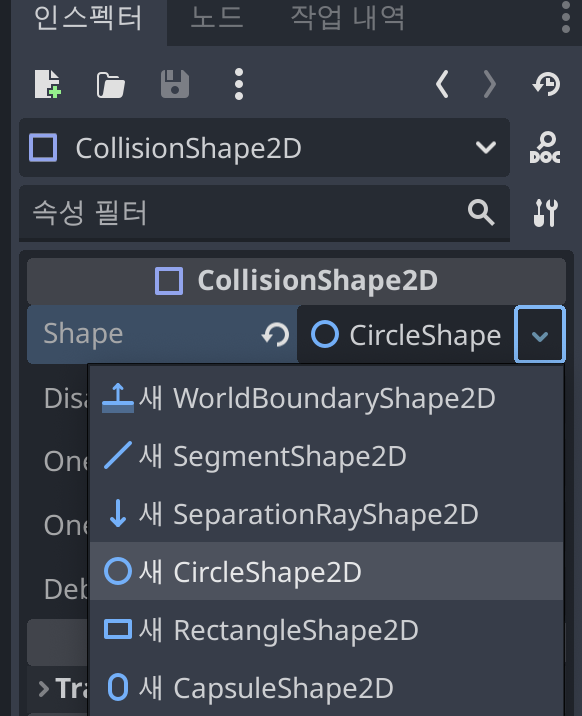 인스펙터 노드 작업 내역
CollisionShape2D
DOC
속성 필터
CollisionShape2D
Shape CircleShape
새 WorldBoundaryShape2D
새 SegmentShape2D
새 SeparationRayShape2D
새 CircleShape2D
새 RectangleShape2D
새 CapsuleShape2D